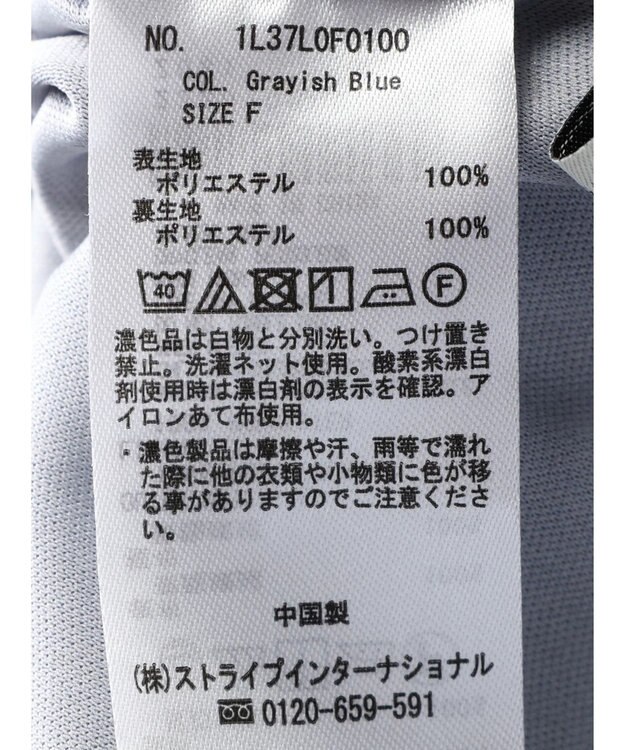 NO. 1L37L0F0100
COL. Grayish Blue
SIZE F
表生地
ポリエステル 100%
裏生地
ポリエステル 100%
40 F
濃色品は白物と分別洗い。つけ置き
禁止。洗濯ネット使用。酸素系漂白
剤使用時は漂白剤の表示を確認。ア
イロンあて布使用。
・濃色製品は摩擦や汗、雨等で濡れ
た際に他の衣類や小物類に色が移
る事がありますのでご注意くださ
い。
中国製
(株)ストライプインターナショナル
0120-659-591